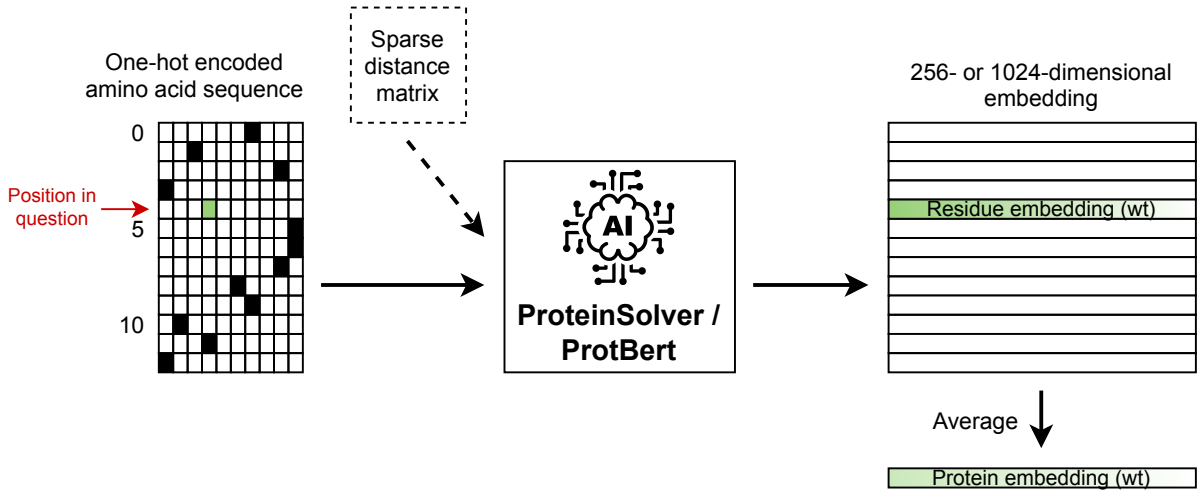 Sparse
distance
matrix
One-hot encoded
amino acid sequence
256- or 1024-dimensional
embedding
0
Position in
question
5
10
AI
ProteinSolver /
ProtBert
Residue embedding (wt)
Average
Protein embedding (wt)